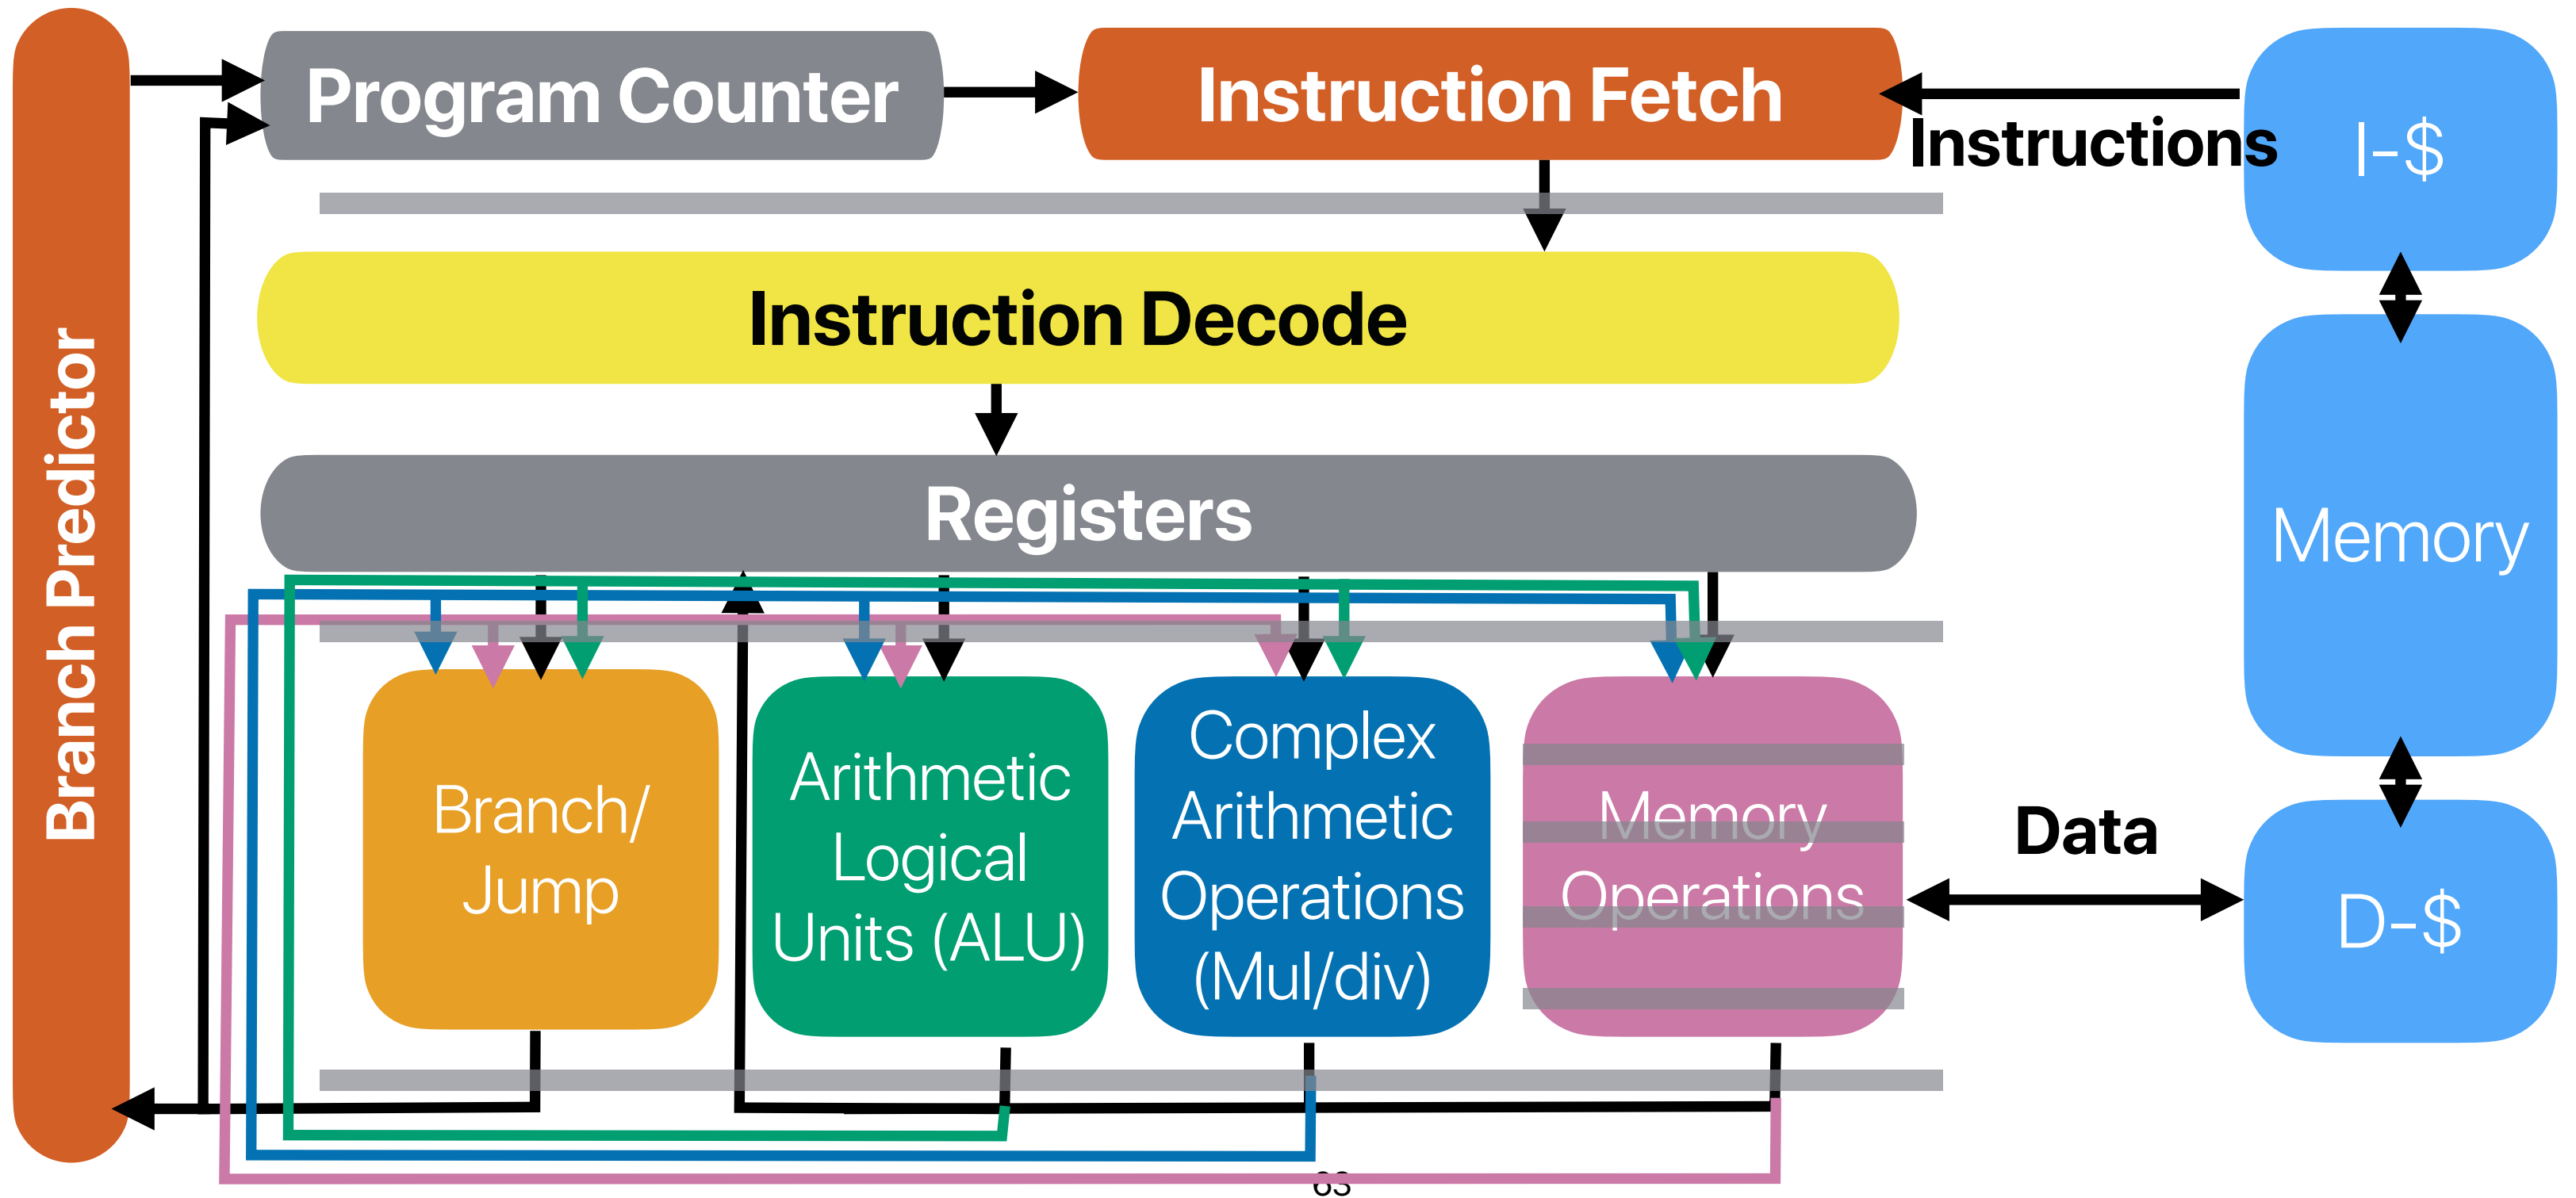 Branch Predictor
Program Counter
Instruction Fetch
Instructions
I-$
Instruction Decode
Registers
Memory
Branch/
Jump
Arithmetic
Logical
Units (ALU)
Complex
Arithmetic
Operations
(Mul/div)
Memory
Operations
Data
D-$
63